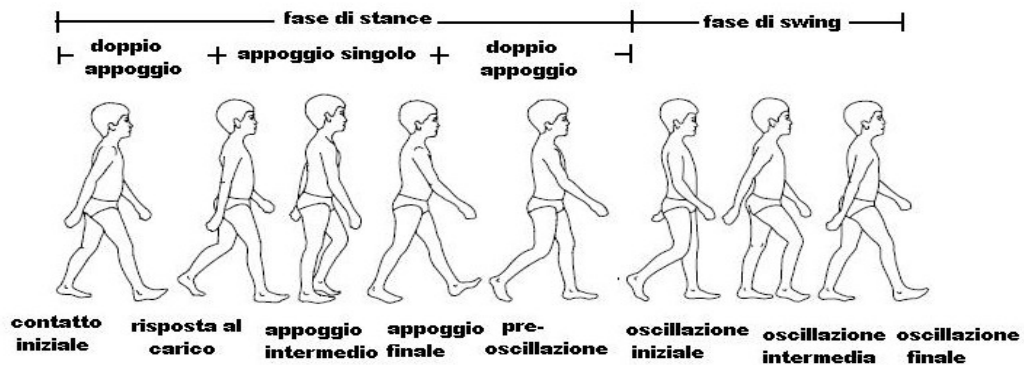 fase di stance
fase di swing
doppio
appoggio
appoggio singolo
doppio
appoggio
contatto
iniziale
risposta al
carico
appoggio
intermedio
appoggio
finale
pre-
oscillazione
oscillazione
iniziale
oscillazione
intermedia
oscillazione
finale